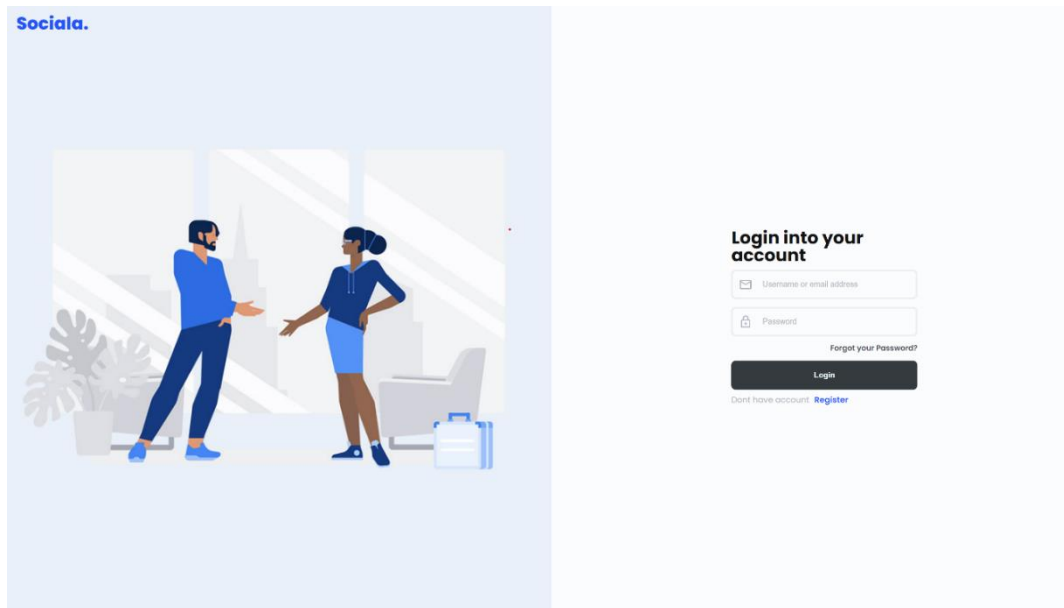 Sociala.
Login into your
account
Username or email address
Password
Forgot your Password?
Login
Dont have account Register